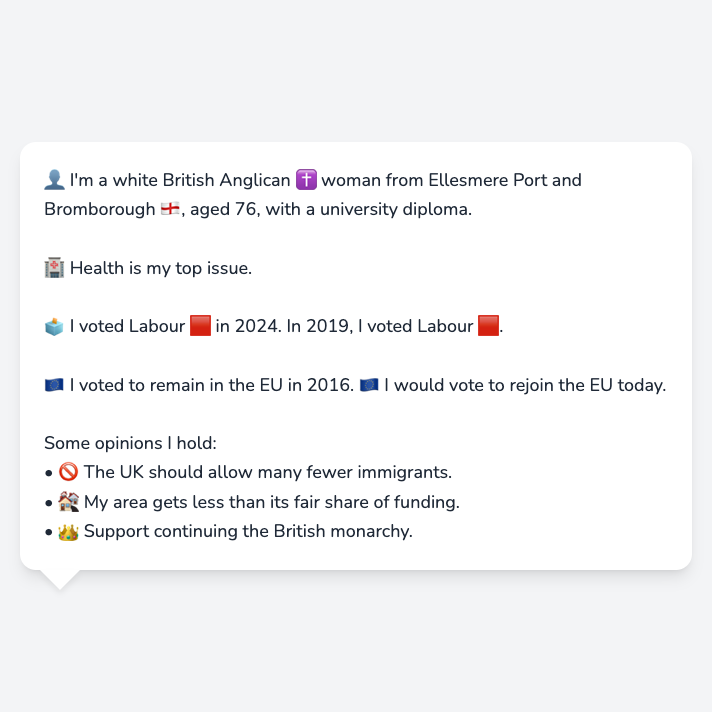 👤 I'm a white British Anglican ✝️ woman from Ellesmere Port and
Bromborough 🏴󠁧󠁢󠁥󠁮󠁧󠁿, aged 76, with a university diploma.
🏥 Health is my top issue.
🗳️ I voted Labour 🟥 in 2024. In 2019, I voted Labour 🟥.
🇪🇺 I voted to remain in the EU in 2016. 🇪🇺 I would vote to rejoin the EU today.
Some opinions I hold:
• 🚫 The UK should allow many fewer immigrants.
• 🏘️ My area gets less than its fair share of funding.
• 👑 Support continuing the British monarchy.